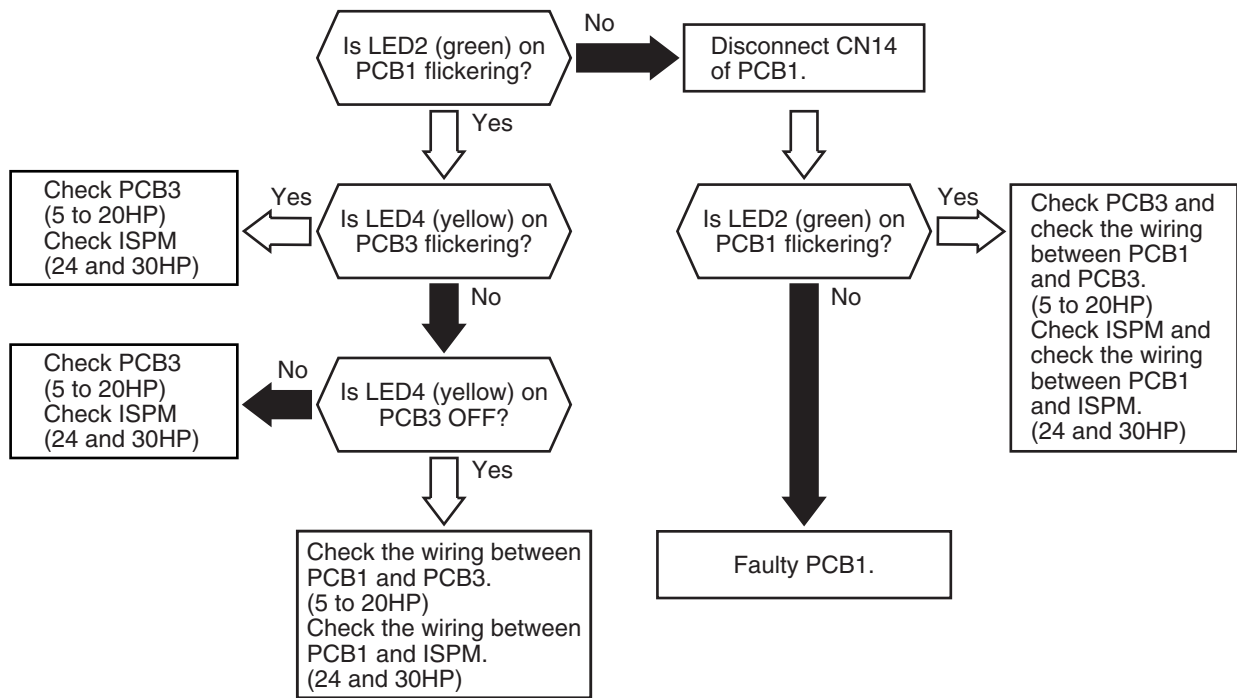 Is LED2 (green) on
PCB1 flickering?
No
Disconnect CN14
of PCB1.
Yes
Check PCB3
(5 to 20HP)
Check ISPM
(24 and 30HP)
Yes
Is LED4 (yellow) on
PCB3 flickering?
Is LED2 (green) on
PCB1 flickering?
Yes
Check PCB3 and
check the wiring
between PCB1
and PCB3.
(5 to 20HP)
Check ISPM and
check the wiring
between PCB1
and ISPM.
(24 and 30HP)
No
No
Check PCB3
(5 to 20HP)
Check ISPM
(24 and 30HP)
No
Is LED4 (yellow) on
PCB3 OFF?
Yes
Check the wiring between
PCB1 and PCB3.
(5 to 20HP)
Check the wiring between
PCB1 and ISPM.
(24 and 30HP)
Faulty PCB1.